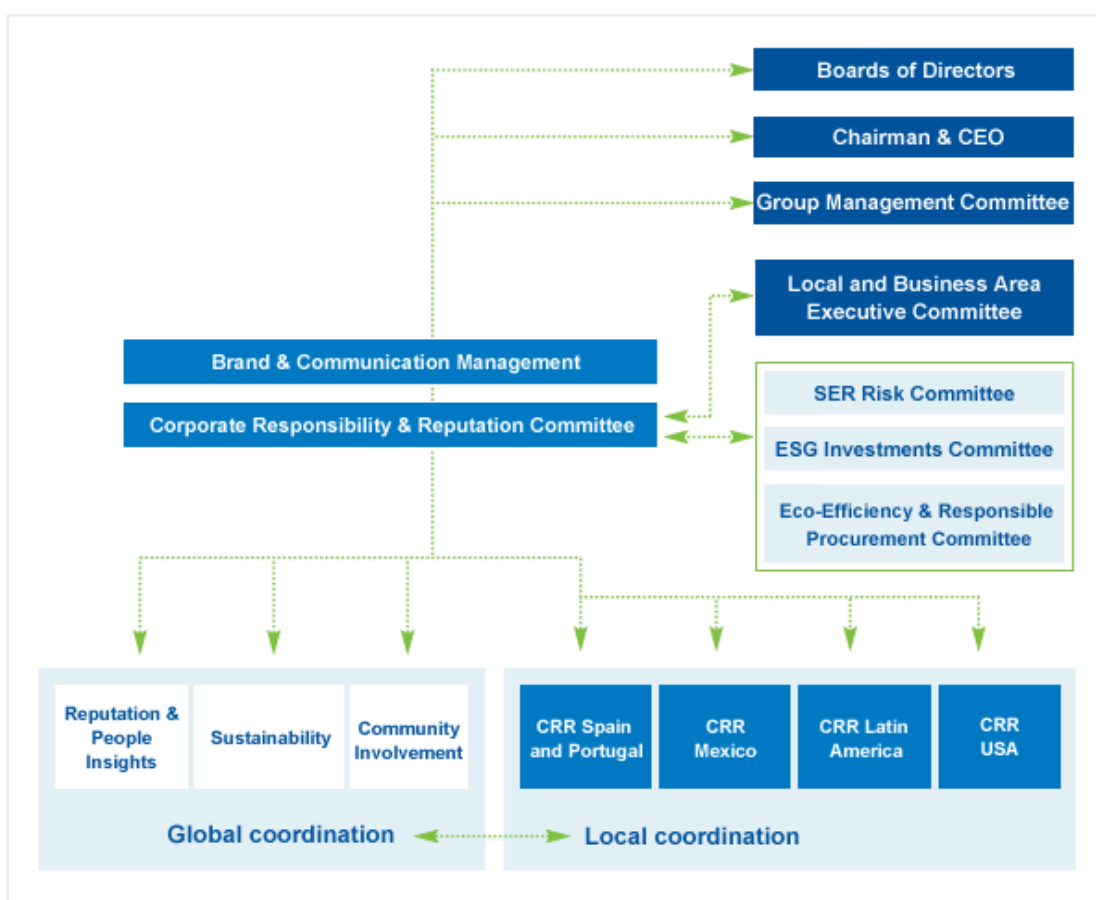 Boards of Directors
Chairman & CEO
Group Management Committee
Local and Business Area
Executive Committee
Brand & Communication Management
Corporate Responsibility & Reputation Committee
SER Risk Committee
ESG Investments Committee
Eco-Efficiency & Responsible
Procurement Committee
Reputation &
People
Insights
Sustainability
Community
Involvement
CRR Spain
and Portugal
CRR
Mexico
CRR Latin
America
CRR
USA
Global coordination
Local coordination